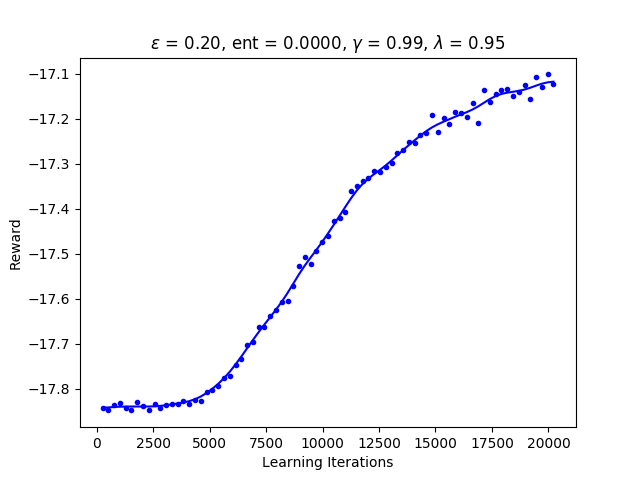 ε = 0.20, ent = 0.0000, γ = 0.99, λ = 0.95
−17.1
−17.2
−17.3
−17.4
−17.5
−17.6
−17.7
−17.8
Reward
0 2500 5000 7500 10000 12500 15000 17500 20000
Learning Iterations